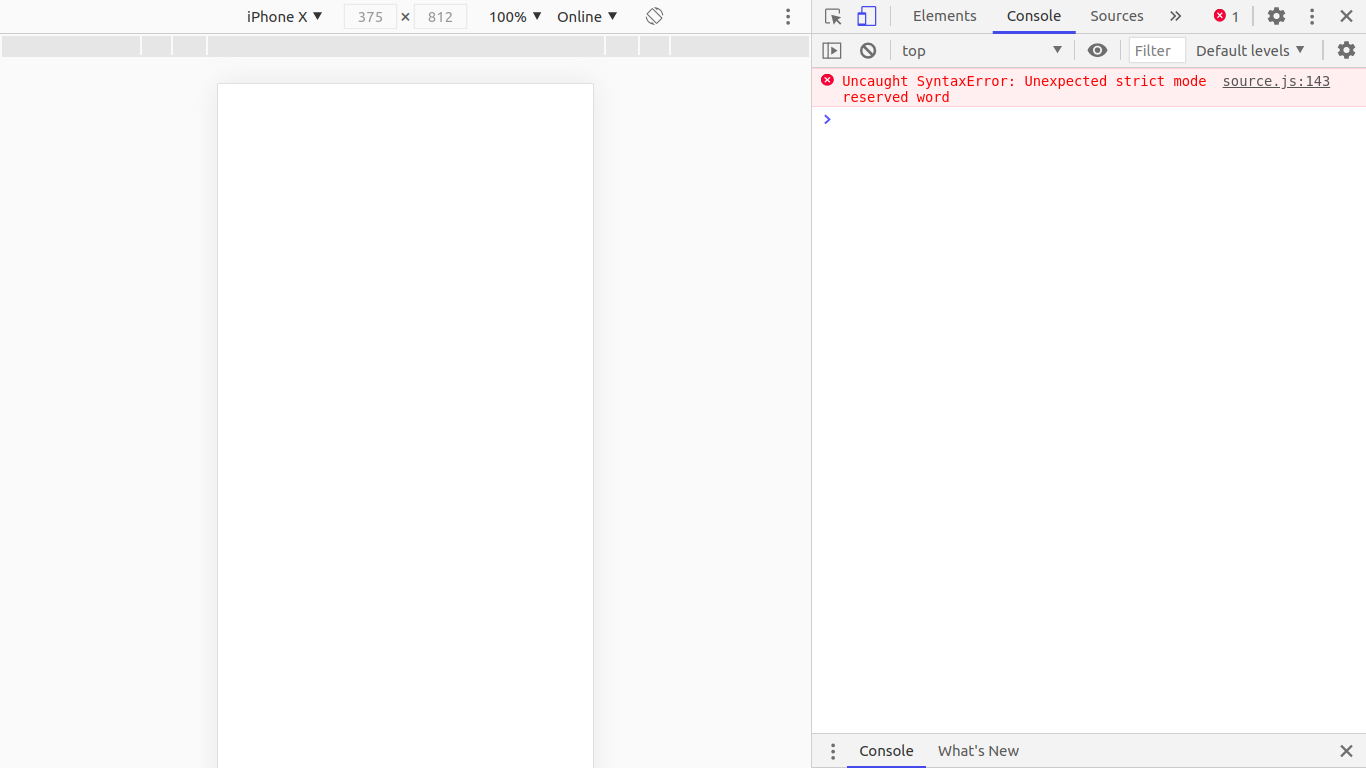 iPhone X 375 × 812 100% Online
Elements Console Sources 1
top Filter Default levels
Uncaught SyntaxError: Unexpected strict mode source.js:143
reserved word
Console What's New